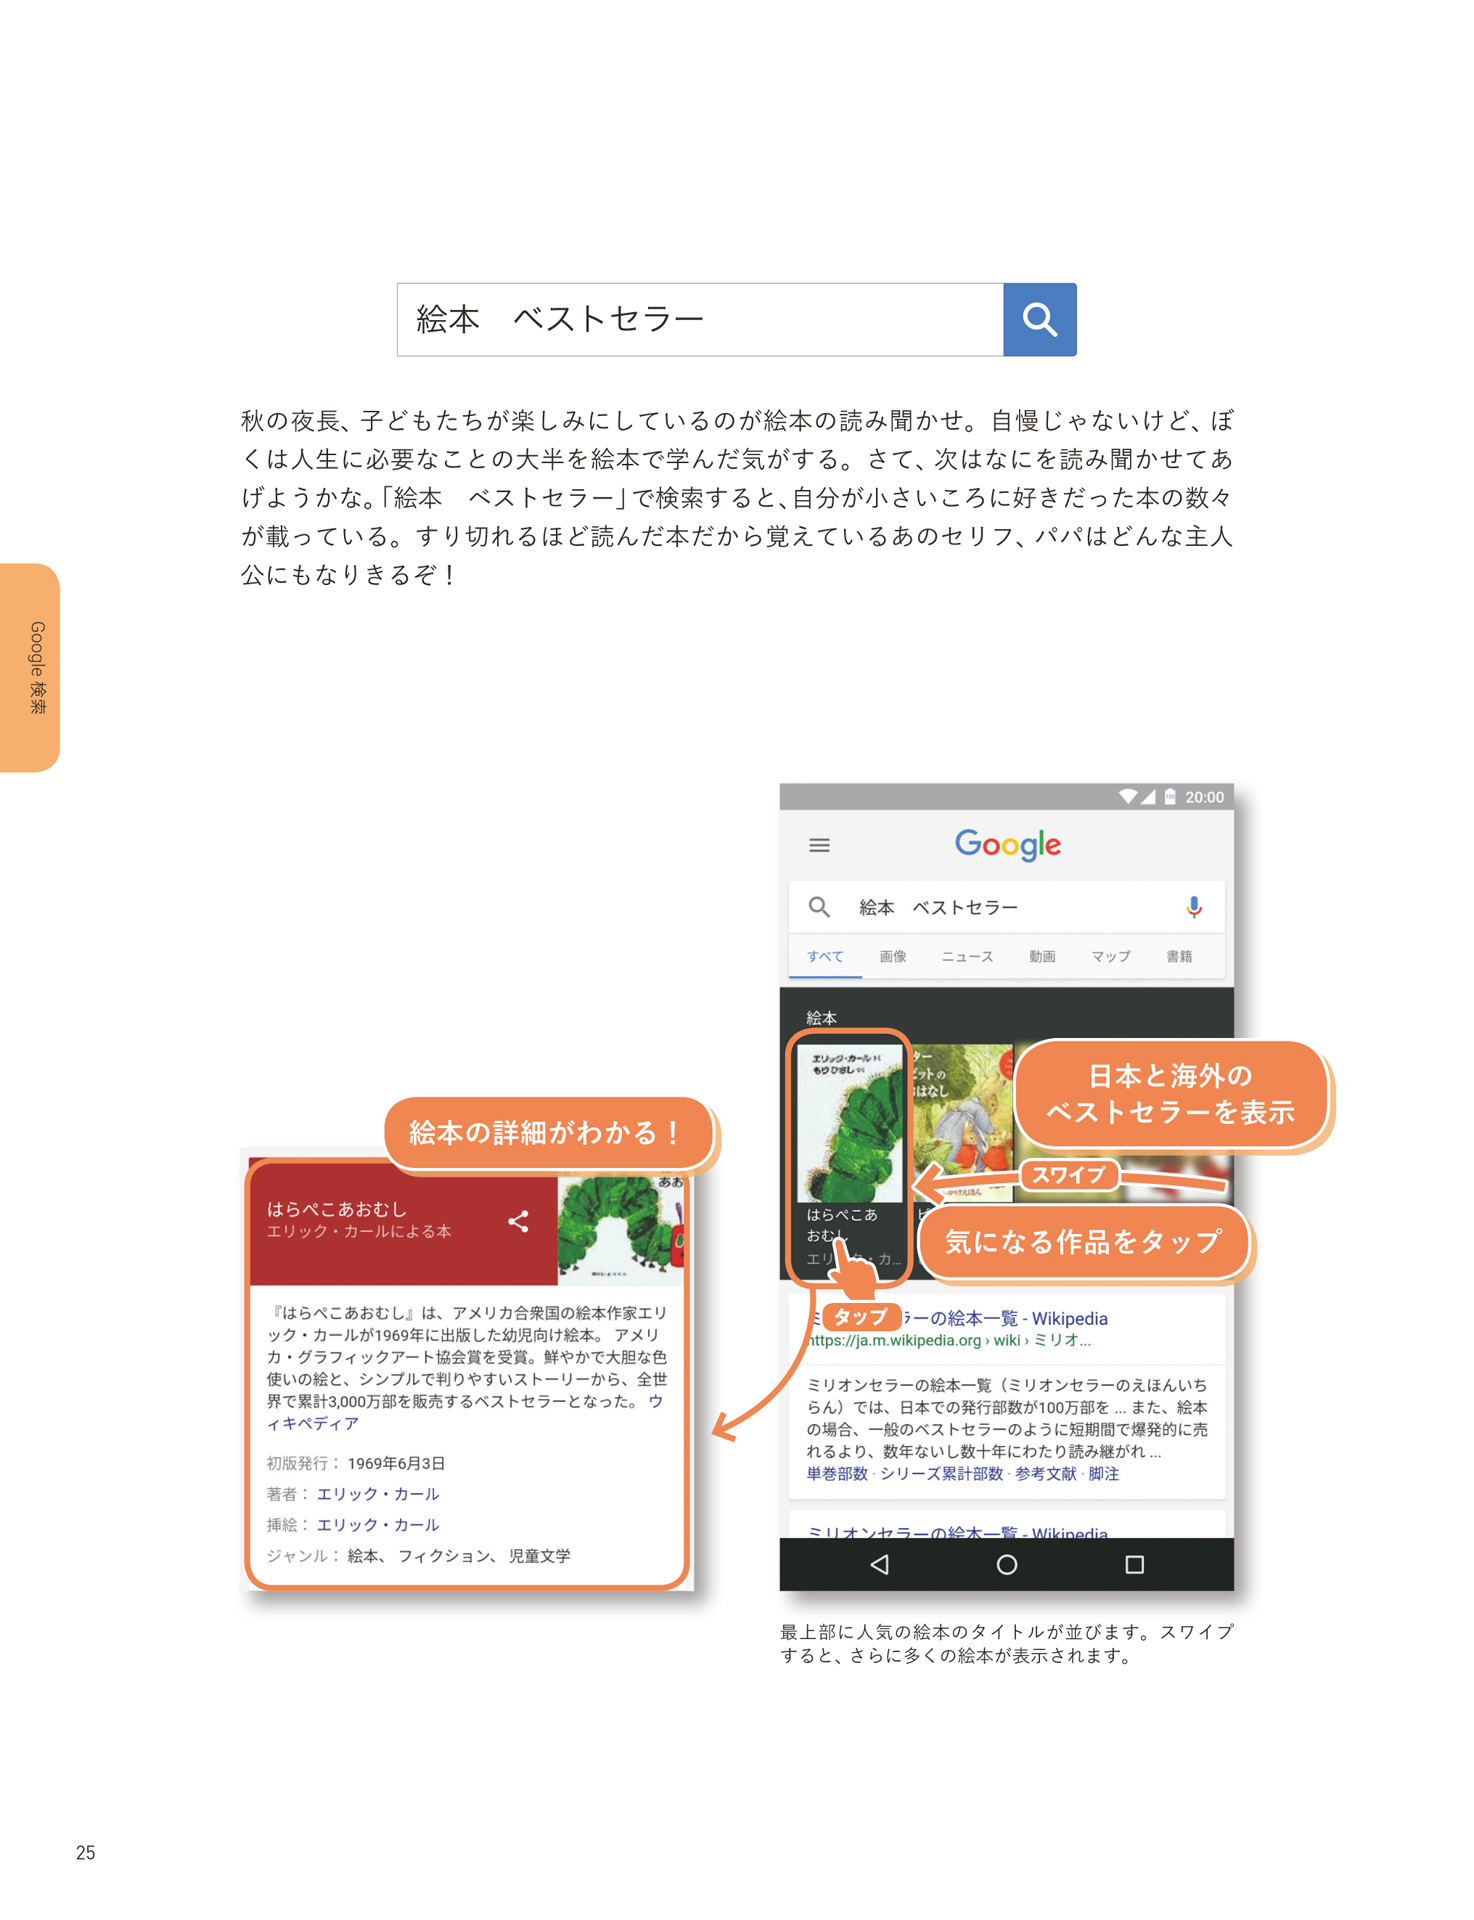 絵本　ベストセラー
秋の夜長、子どもたちが楽しみにしているのが絵本の読み聞かせ。自慢じゃないけど、ぼ
くは人生に必要なことの大半を絵本で学んだ気がする。さて、次はなにを読み聞かせてあ
げようかな。「絵本　ベストセラー」で検索すると、自分が小さいころに好きだった本の数々
が載っている。すり切れるほど読んだ本だから覚えているあのセリフ、パパはどんな主人
公にもなりきるぞ！
Google 検索
20:00
Google
絵本　ベストセラー
すべて 画像 ニュース 動画 マップ 書籍
絵本
エリック・カール さく
もり ひさし やく
日本と海外の
ベストセラーを表示
スワイプ
はらぺこあ
おむし
気になる作品をタップ
タップ
ラーの絵本一覧 - Wikipedia
https://ja.m.wikipedia.org › wiki › ミリオ...
ミリオンセラーの絵本一覧（ミリオンセラーのえほんいち
らん）では、日本での発行部数が100万部を ... また、絵本
の場合、一般のベストセラーのように短期間で爆発的に売
れるより、数年ないし数十年にわたり読み継がれ ...
単巻部数 · シリーズ累計部数 · 参考文献 · 脚注
ミリオンセラーの絵本一覧 - Wikipedia
最上部に人気の絵本のタイトルが並びます。スワイプ
すると、さらに多くの絵本が表示されます。
絵本の詳細がわかる！
はらぺこあおむし
エリック・カールによる本
『はらぺこあおむし』は、アメリカ合衆国の絵本作家エリ
ック・カールが1969年に出版した幼児向け絵本。 アメリ
カ・グラフィックアート協会賞を受賞。鮮やかで大胆な色
使いの絵と、シンプルで判りやすいストーリーから、全世
界で累計3,000万部を販売するベストセラーとなった。 ウ
ィキペディア
初版発行： 1969年6月3日
著者： エリック・カール
挿絵： エリック・カール
ジャンル： 絵本、 フィクション、 児童文学
25